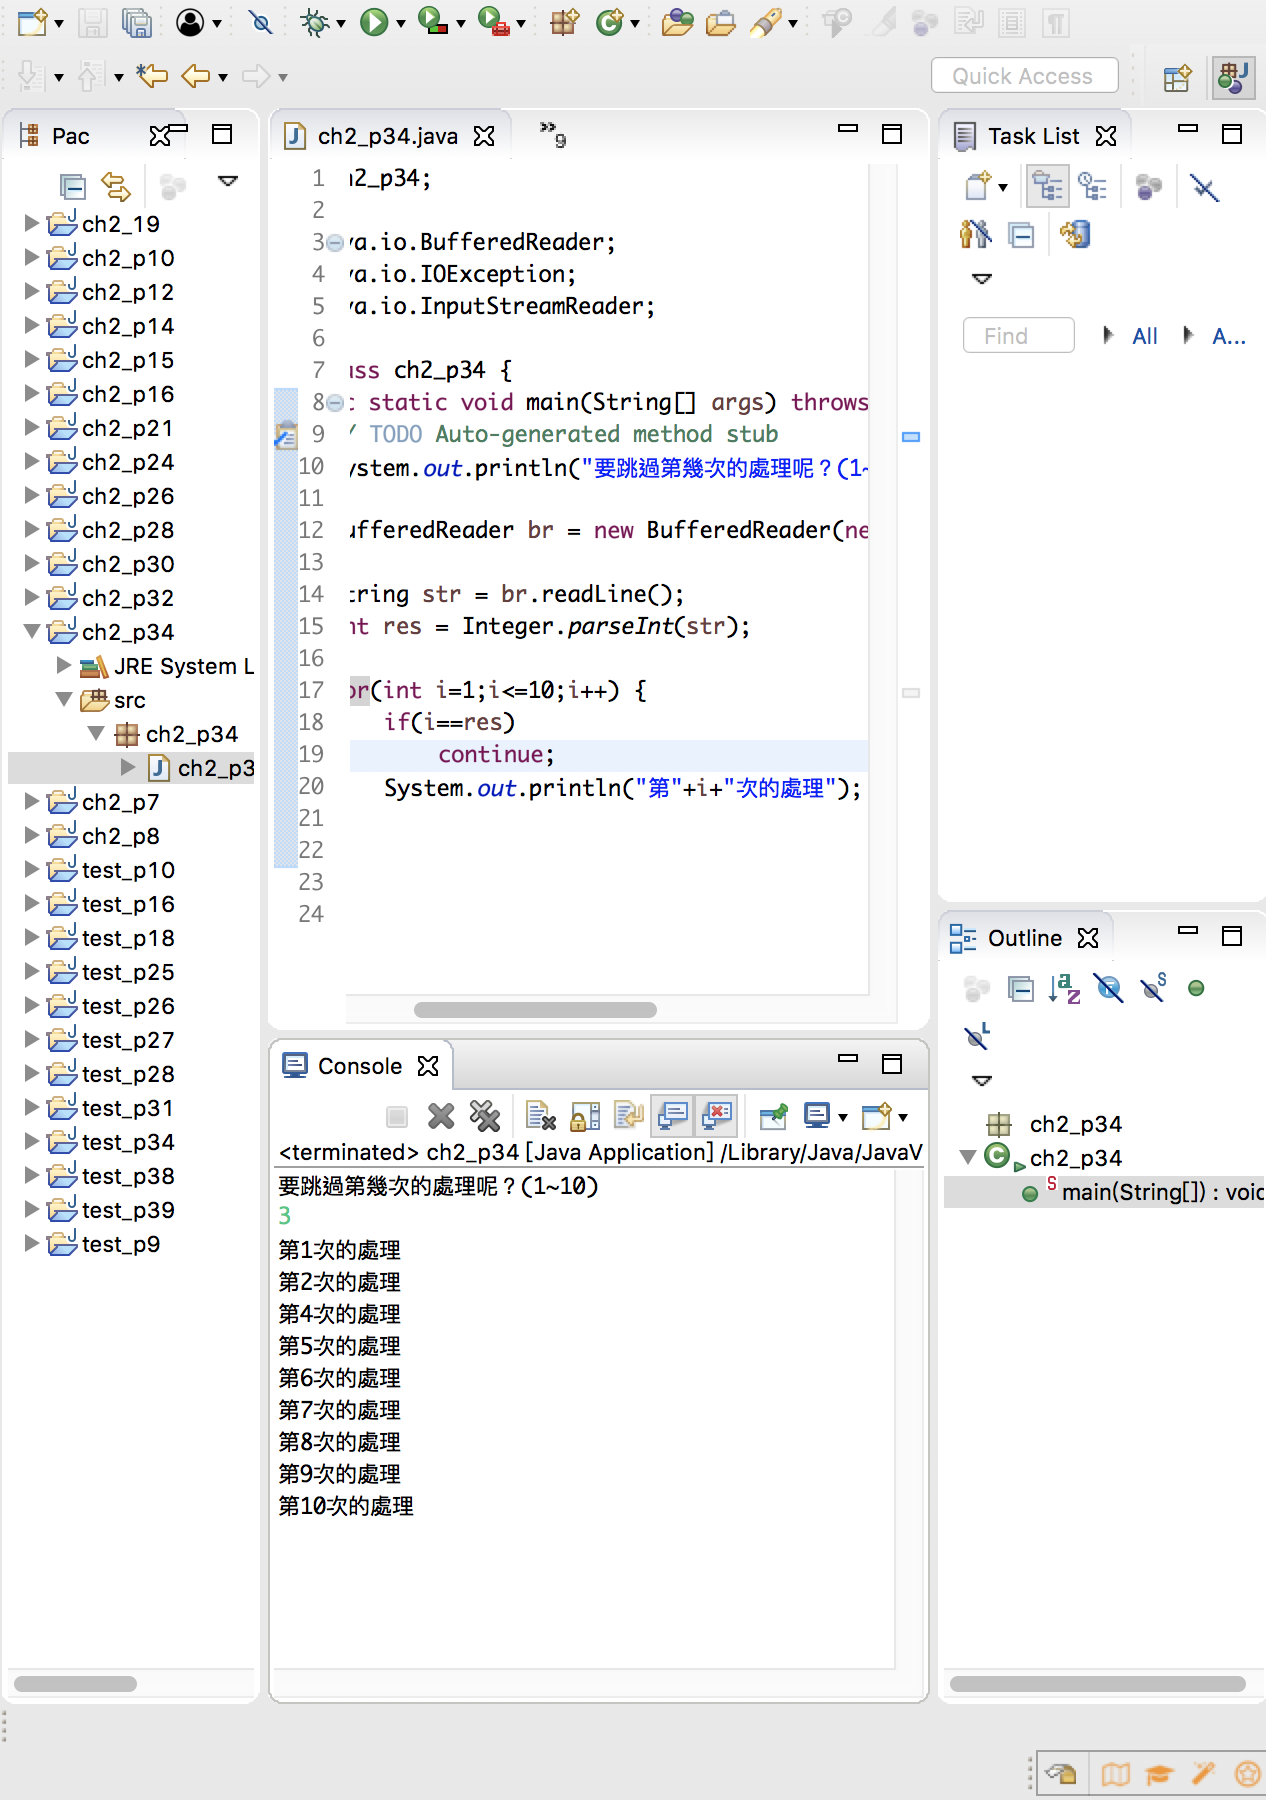 Quick Access
Pac
ch2_19
ch2_p10
ch2_p12
ch2_p14
ch2_p15
ch2_p16
ch2_p21
ch2_p24
ch2_p26
ch2_p28
ch2_p30
ch2_p32
ch2_p34
JRE System L
src
ch2_p34
ch2_p3
ch2_p7
ch2_p8
test_p10
test_p16
test_p18
test_p25
test_p26
test_p27
test_p28
test_p31
test_p34
test_p38
test_p39
test_p9
ch2_p34.java
»9
1 h2_p34;
2
3 va.io.BufferedReader;
4 va.io.IOException;
5 va.io.InputStreamReader;
6
7 ass ch2_p34 {
8 c static void main(String[] args) throws
9 / TODO Auto-generated method stub
10 ystem.out.println("要跳過第幾次的處理呢？(1~
11
12 ufferedReader br = new BufferedReader(ne
13
14 tring str = br.readLine();
15 nt res = Integer.parseInt(str);
16
17 or(int i=1;i<=10;i++) {
18 if(i==res)
19 continue;
20 System.out.println("第"+i+"次的處理");
21
22
23
24
Console
<terminated> ch2_p34 [Java Application] /Library/Java/JavaV
要跳過第幾次的處理呢？(1~10)
3
第1次的處理
第2次的處理
第4次的處理
第5次的處理
第6次的處理
第7次的處理
第8次的處理
第9次的處理
第10次的處理
Task List
Find All A...
Outline
ch2_p34
ch2_p34
main(String[]) : voic